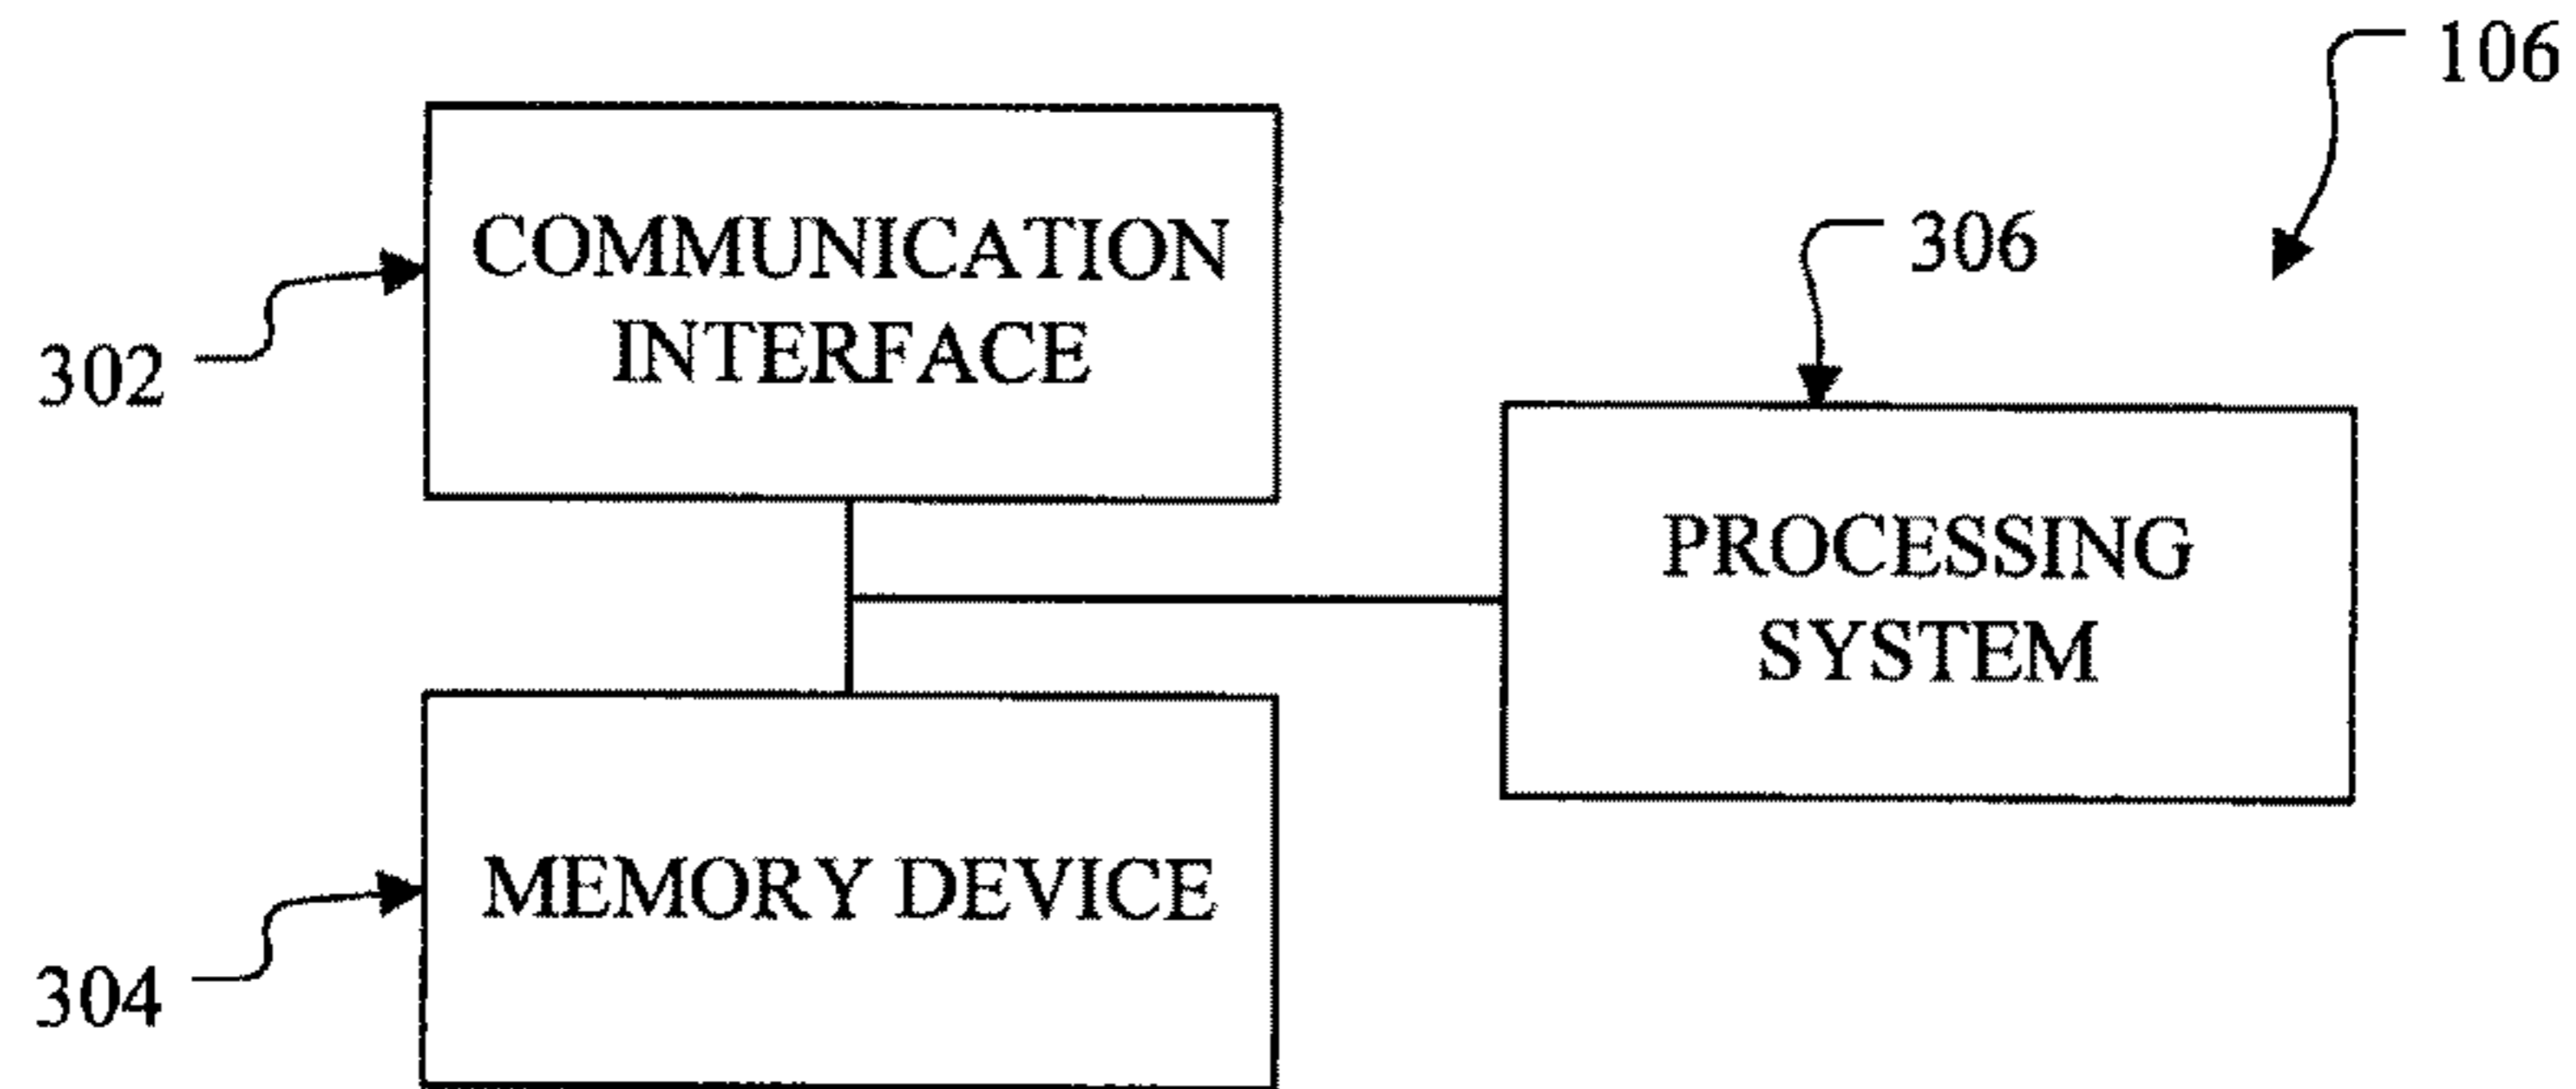 106
COMMUNICATION
INTERFACE
306
302
PROCESSING
SYSTEM
MEMORY DEVICE
304